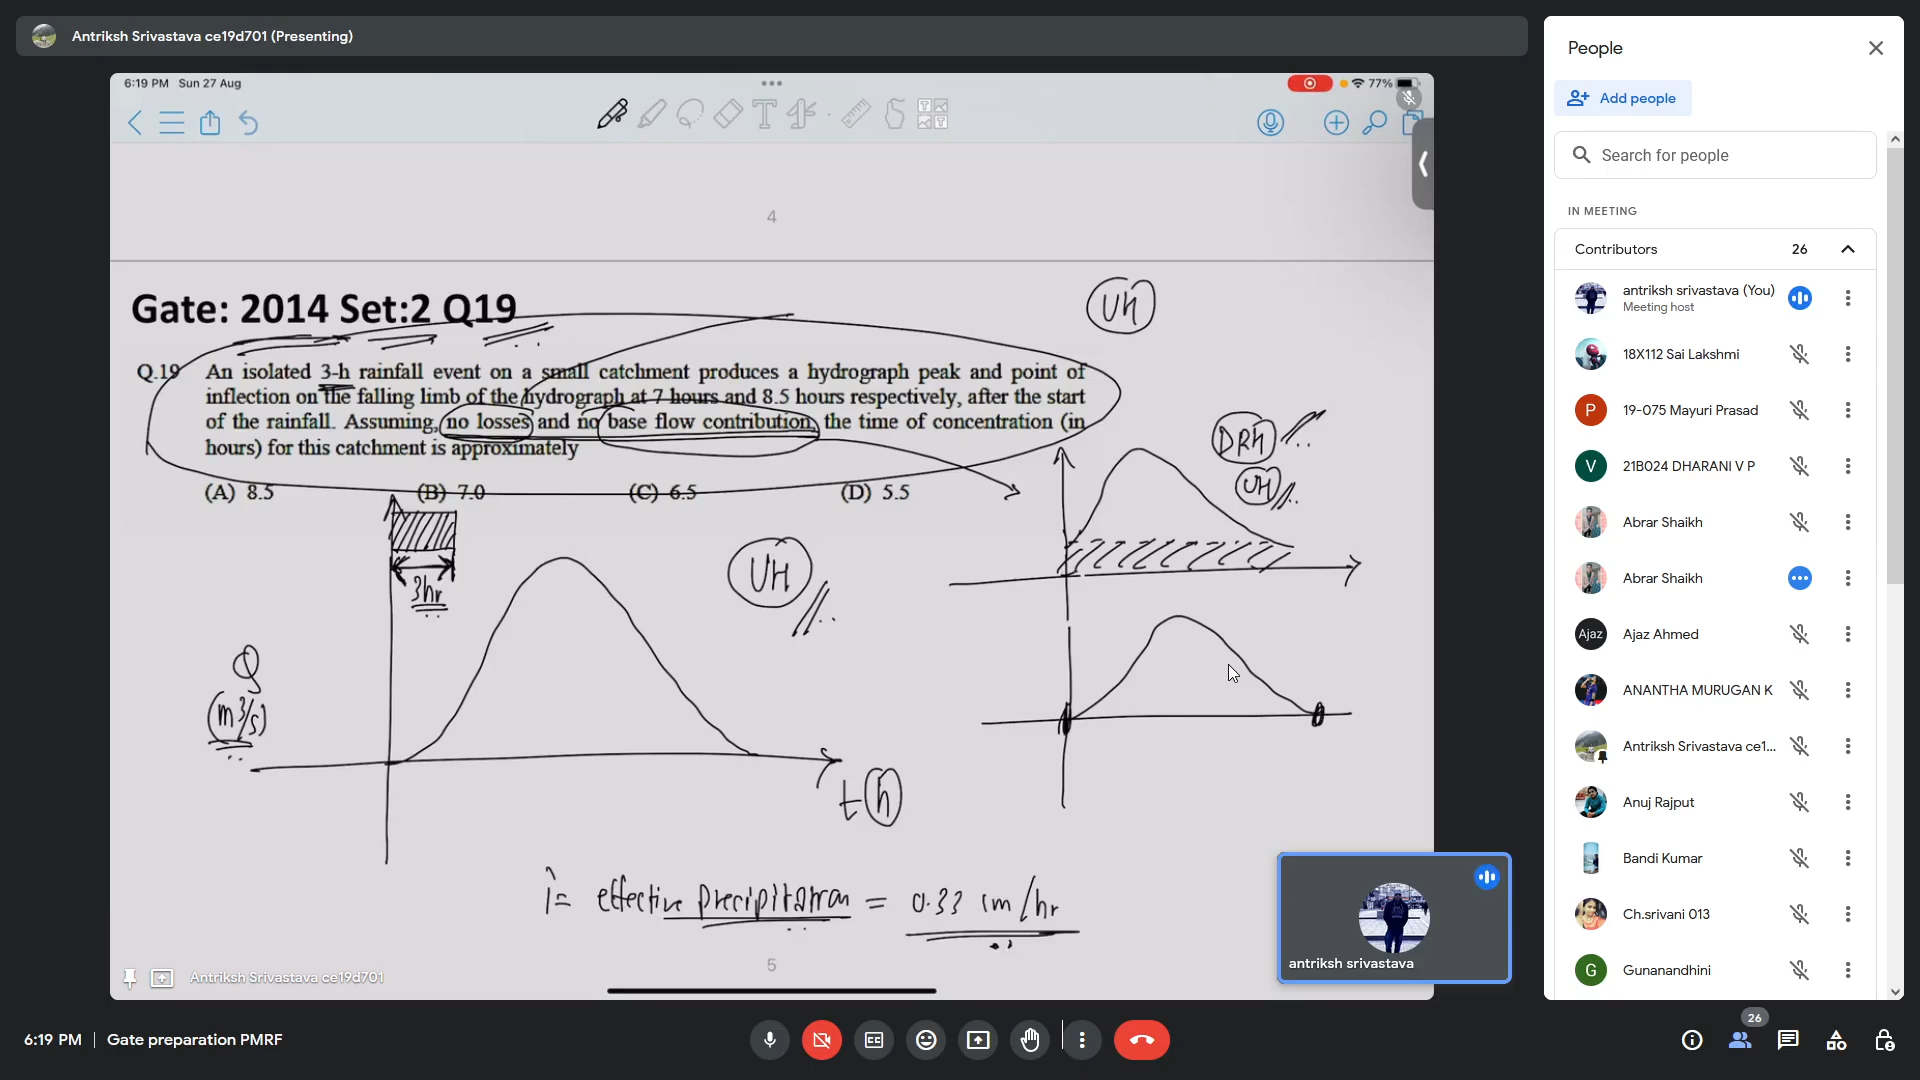 Antriksh Srivastava ce19d701 (Presenting)
6:19 PM Sun 27 Aug
77%
4
Gate: 2014 Set:2 Q19
Uh
Q.19 An isolated 3-h rainfall event on a small catchment produces a hydrograph peak and point of
inflection on the falling limb of the hydrograph at 7 hours and 8.5 hours respectively, after the start
of the rainfall. Assuming, no losses and no base flow contribution, the time of concentration (in
hours) for this catchment is approximately
(A) 8.5 (B) 7.0 (C) 6.5 (D) 5.5
DRH
UH
3hr
UH
Q
(m³/s)
t (h)
i = effective precipitation = 0.33 cm/hr
5
Antriksh Srivastava ce19d701
antriksh srivastava
6:19 PM | Gate preparation PMRF
People
Add people
Search for people
IN MEETING
Contributors 26
antriksh srivastava (You)
Meeting host
18X112 Sai Lakshmi
P 19-075 Mayuri Prasad
V 21B024 DHARANI V P
Abrar Shaikh
Abrar Shaikh
Ajaz Ajaz Ahmed
ANANTHA MURUGAN K
Antriksh Srivastava ce1...
Anuj Rajput
Bandi Kumar
Ch.srivani 013
G Gunanandhini
26